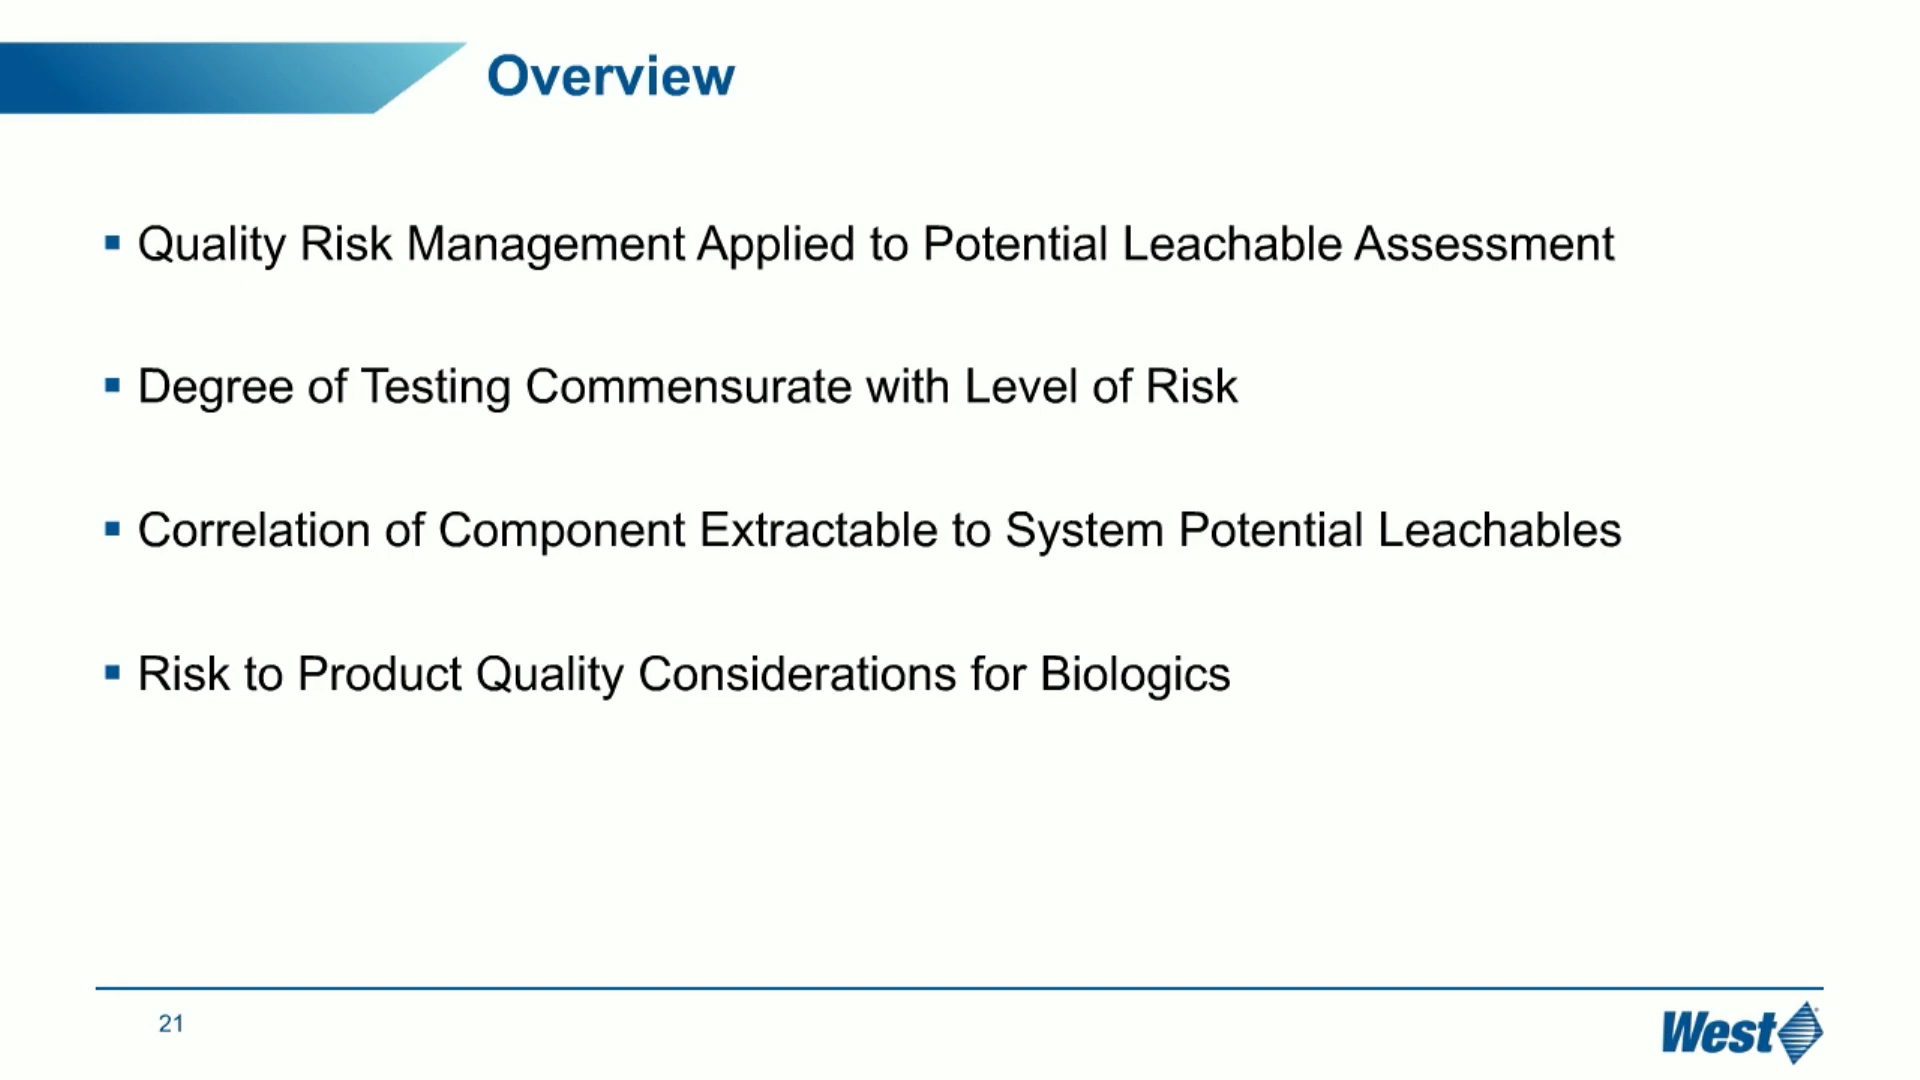 Overview
Quality Risk Management Applied to Potential Leachable Assessment
Degree of Testing Commensurate with Level of Risk
Correlation of Component Extractable to System Potential Leachables
Risk to Product Quality Considerations for Biologics
21
West